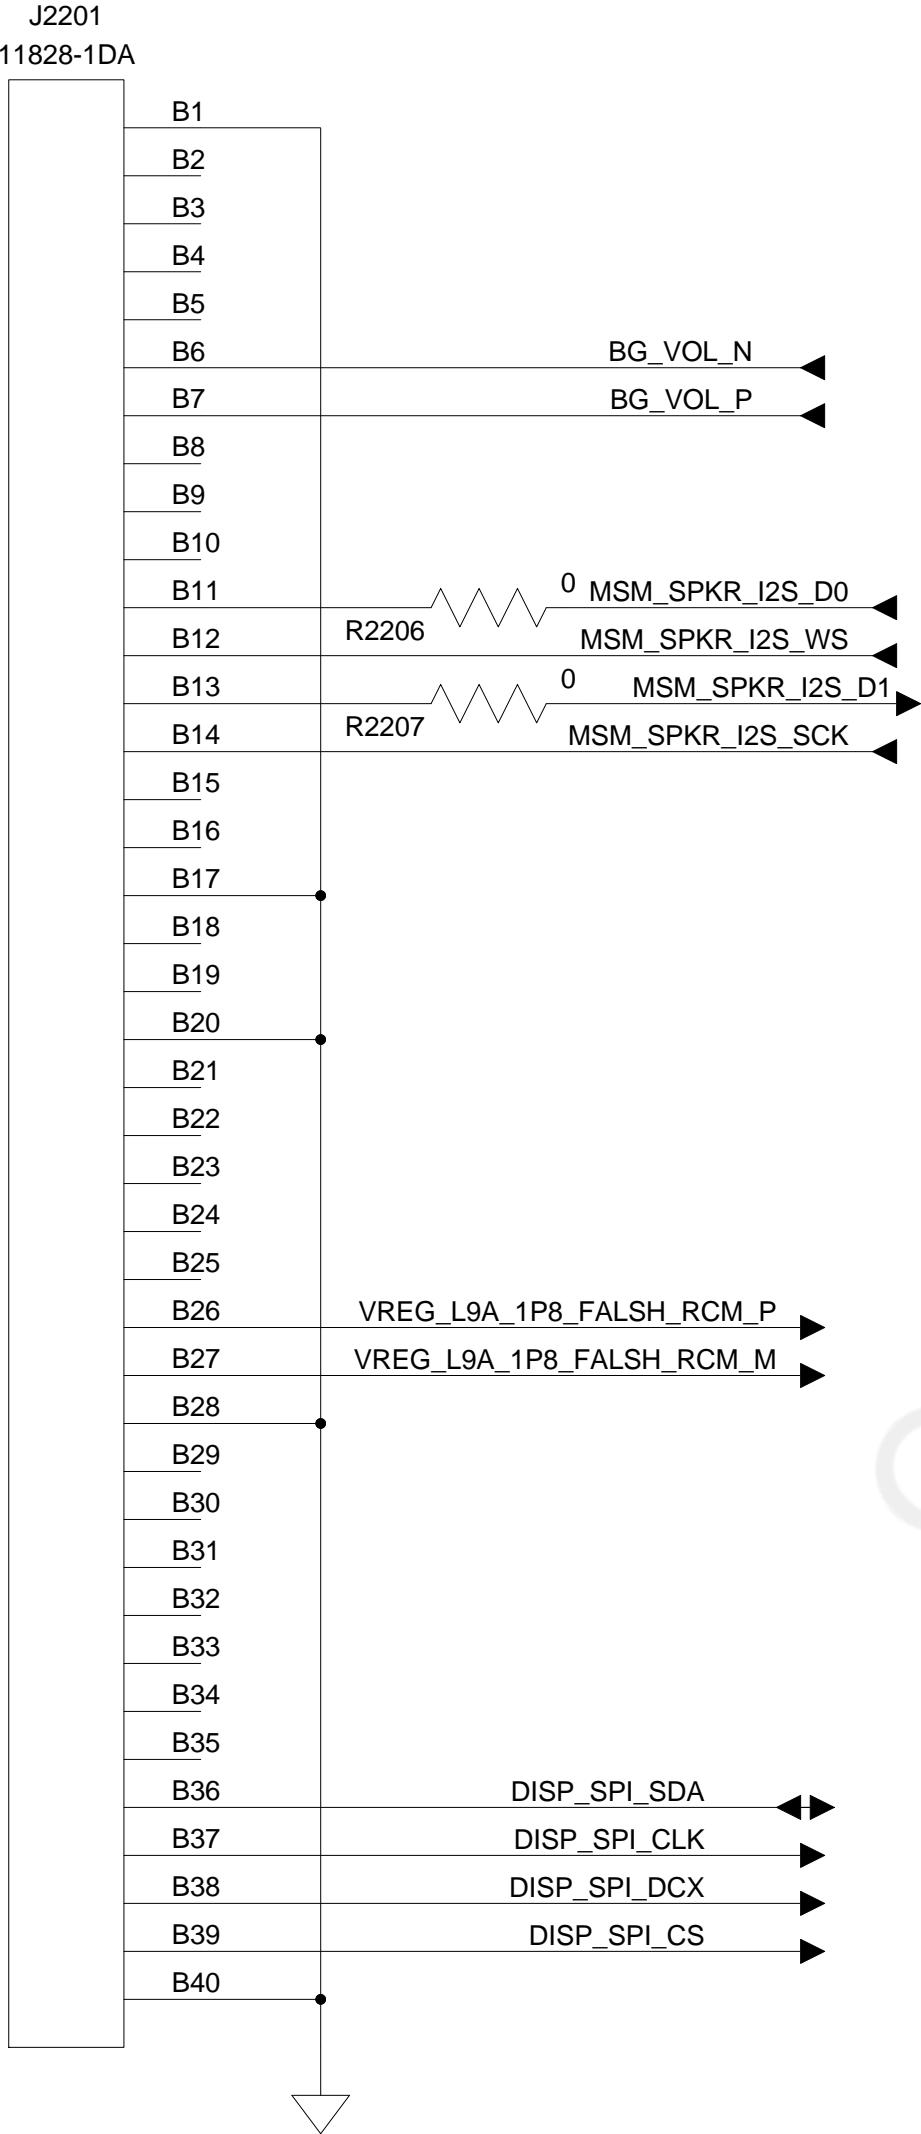 J2201
11828-1DA
B1
B2
B3
B4
B5
B6 BG_VOL_N
B7 BG_VOL_P
B8
B9
B10
B11 0 MSM_SPKR_I2S_D0
R2206
B12 MSM_SPKR_I2S_WS
B13 0 MSM_SPKR_I2S_D1
R2207
B14 MSM_SPKR_I2S_SCK
B15
B16
B17
B18
B19
B20
B21
B22
B23
B24
B25
B26 VREG_L9A_1P8_FALSH_RCM_P
B27 VREG_L9A_1P8_FALSH_RCM_M
B28
B29
B30
B31
B32
B33
B34
B35
B36 DISP_SPI_SDA
B37 DISP_SPI_CLK
B38 DISP_SPI_DCX
B39 DISP_SPI_CS
B40